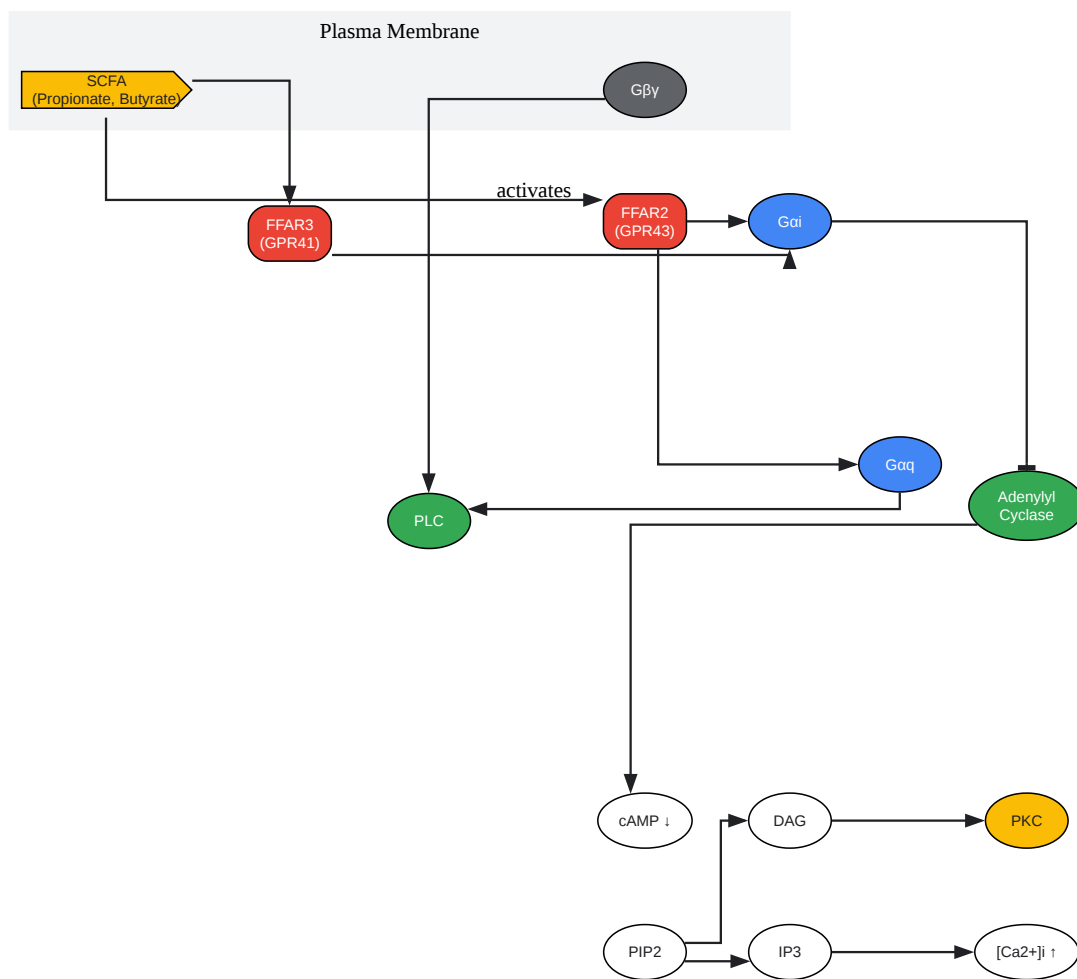 Plasma Membrane
SCFA
(Propionate, Butyrate)
Gβγ
activates
FFAR3
(GPR41)
FFAR2
(GPR43)
Gαi
Gαq
PLC
Adenylyl
Cyclase
cAMP ↓
DAG
PKC
PIP2
IP3
[Ca2+]i ↑